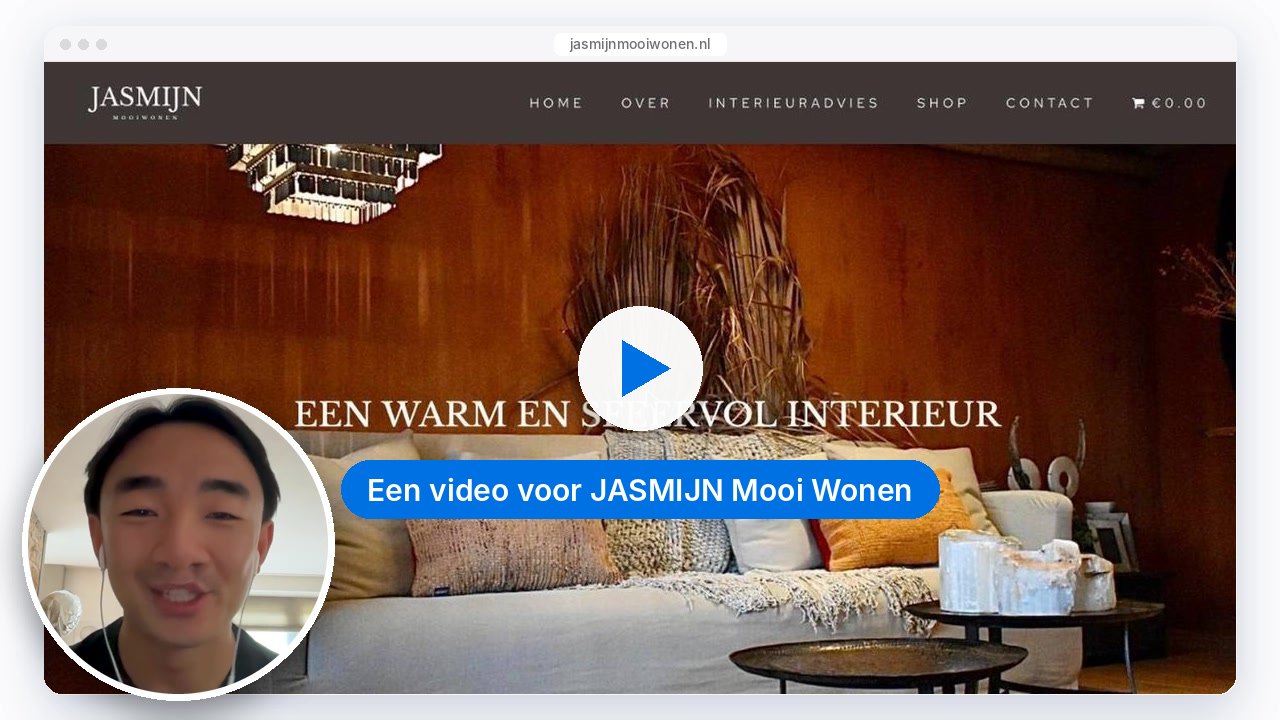 jasmijnmooiwonen.nl
JASMIJN
MOOIWONEN
HOME OVER INTERIEURADVIES SHOP CONTACT €0.00
EEN WARM EN SFEERVOL INTERIEUR
Een video voor JASMIJN Mooi Wonen